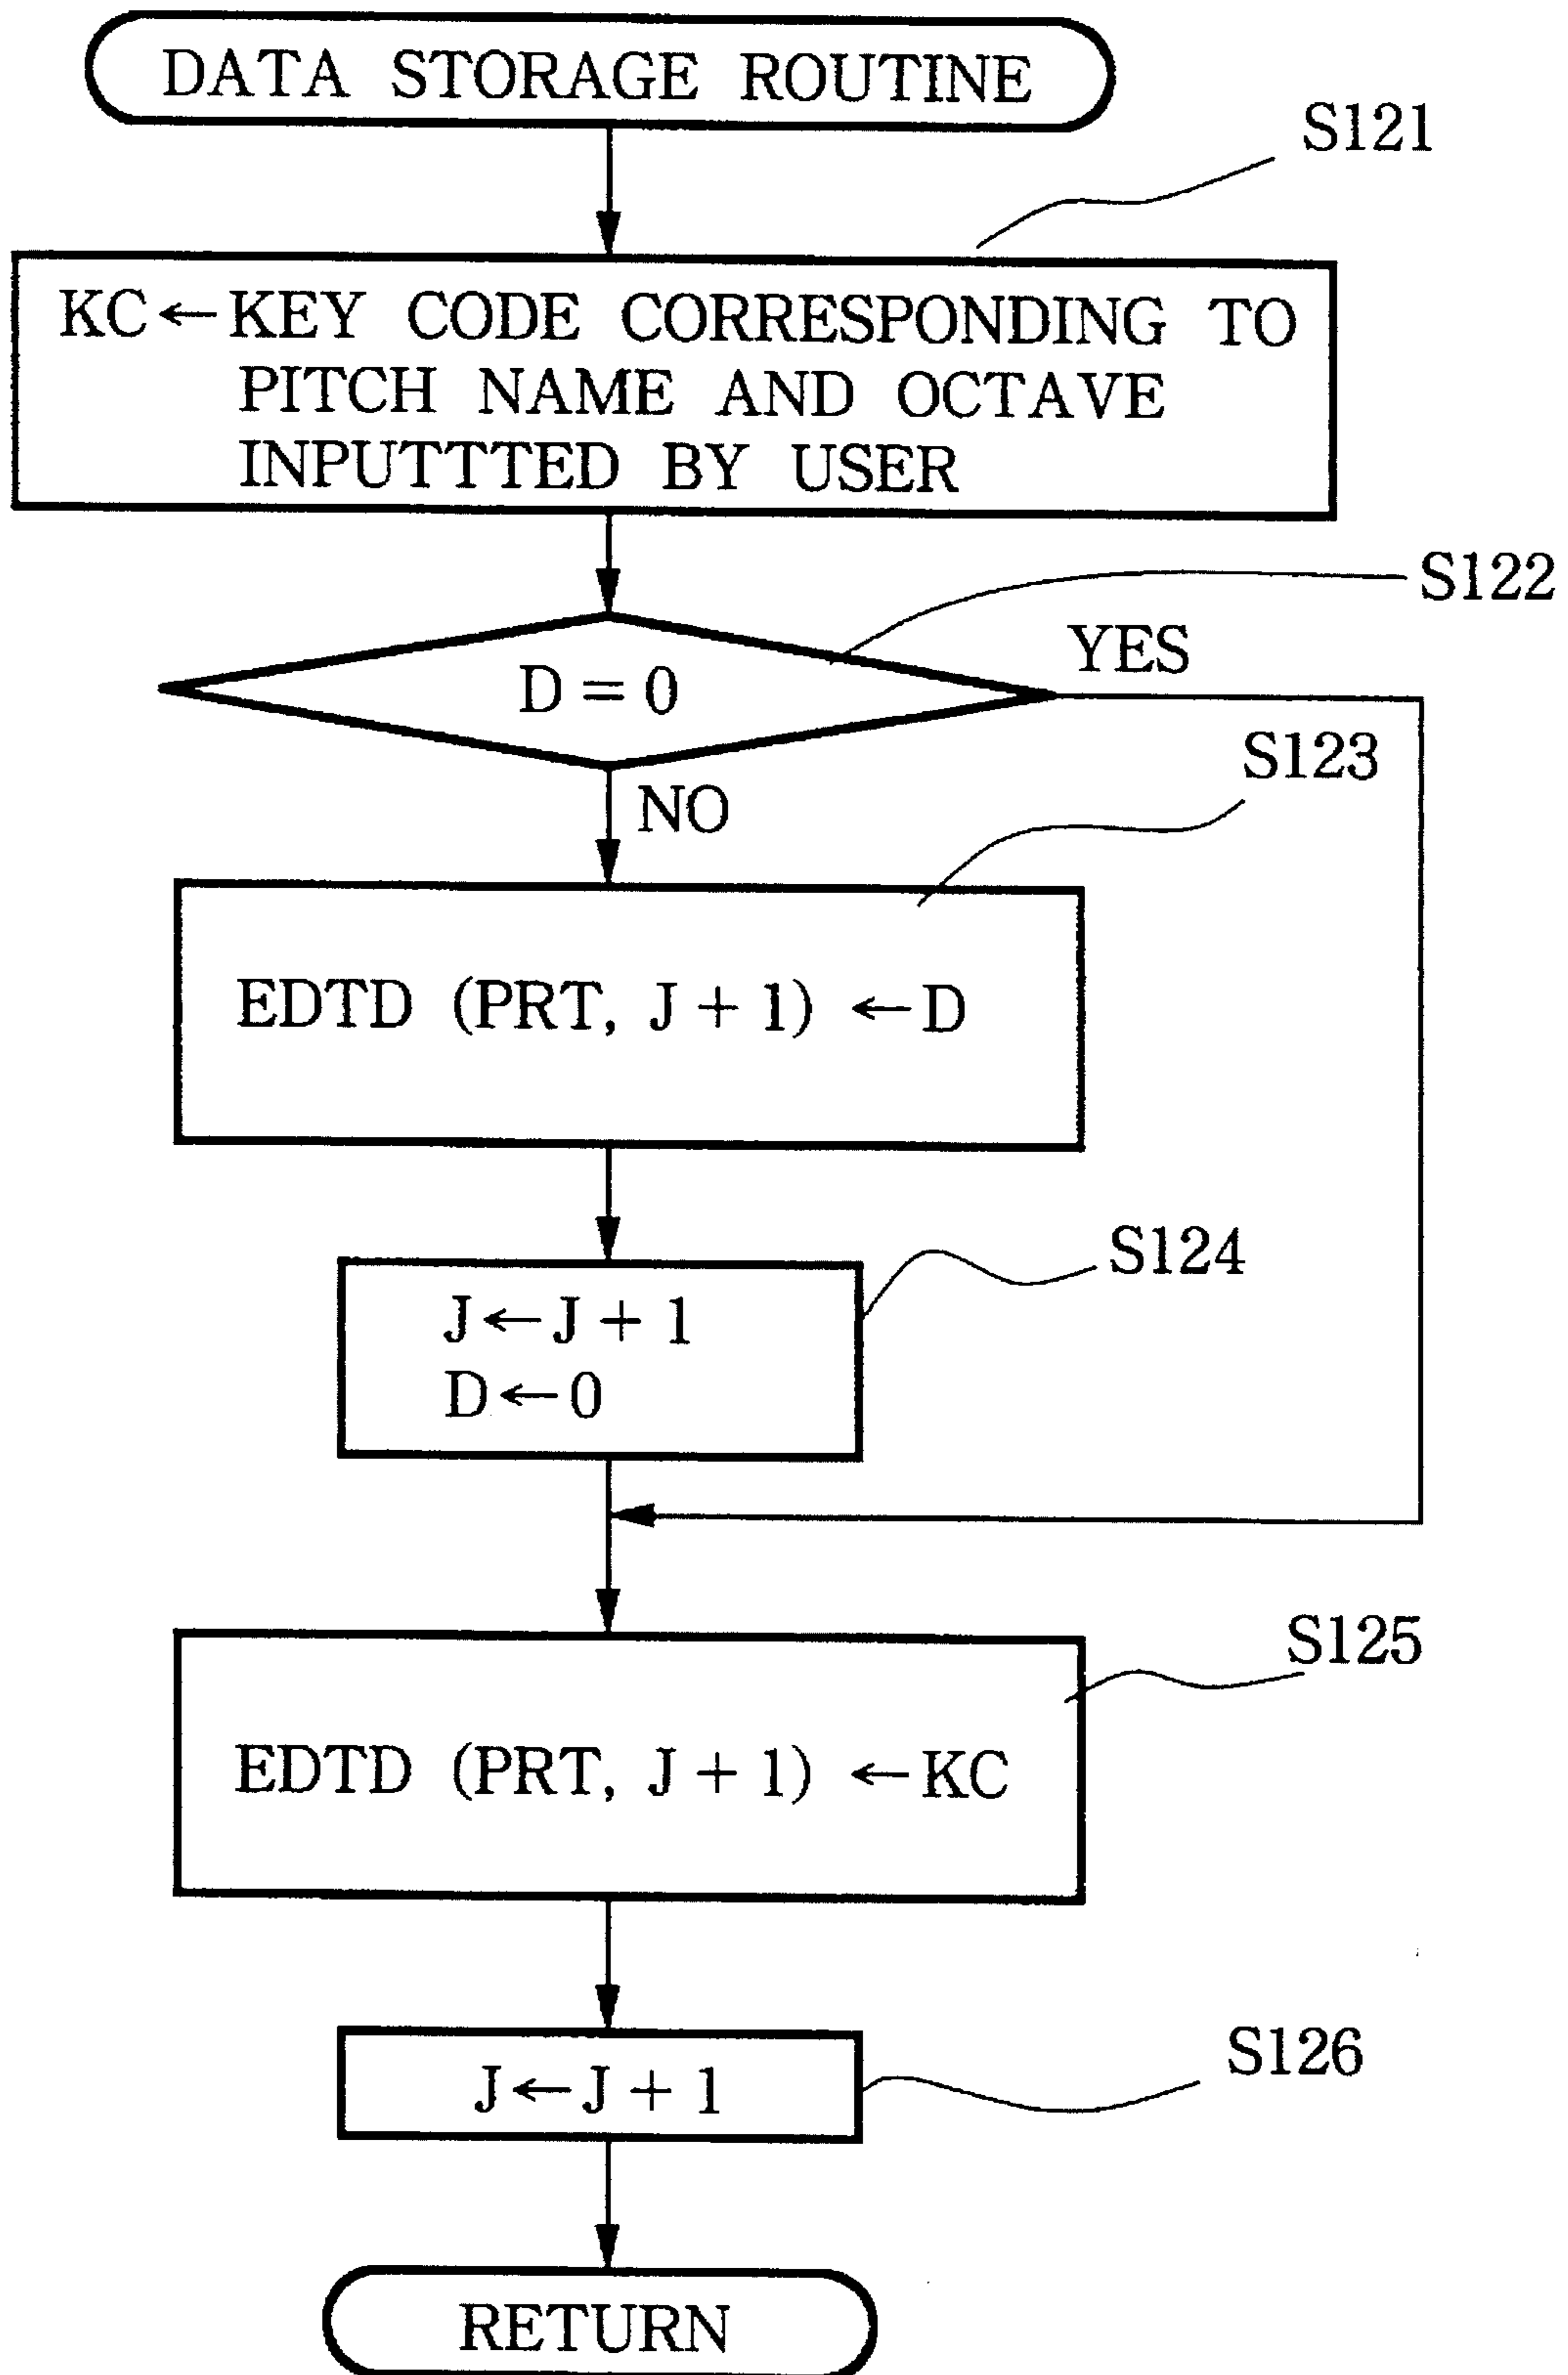 DATA STORAGE ROUTINE
S121
KC←KEY CODE CORRESPONDING TO
PITCH NAME AND OCTAVE
INPUTTTED BY USER
S122
D = 0
YES
NO
S123
EDTD (PRT, J + 1) ←D
S124
J←J + 1
D←0
S125
EDTD (PRT, J + 1) ←KC
S126
J←J + 1
RETURN